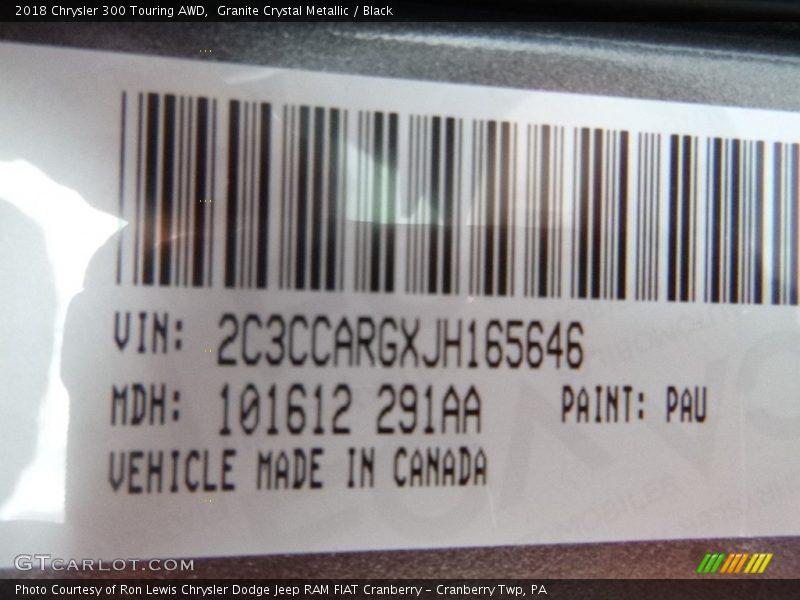 2018 Chrysler 300 Touring AWD,  Granite Crystal Metallic / Black
VIN: 2C3CCARGXJH165646
MDH: 101612 291AA PAINT: PAU
VEHICLE MADE IN CANADA
GTCARLOT.COM
Photo Courtesy of Ron Lewis Chrysler Dodge Jeep RAM FIAT Cranberry – Cranberry Twp, PA